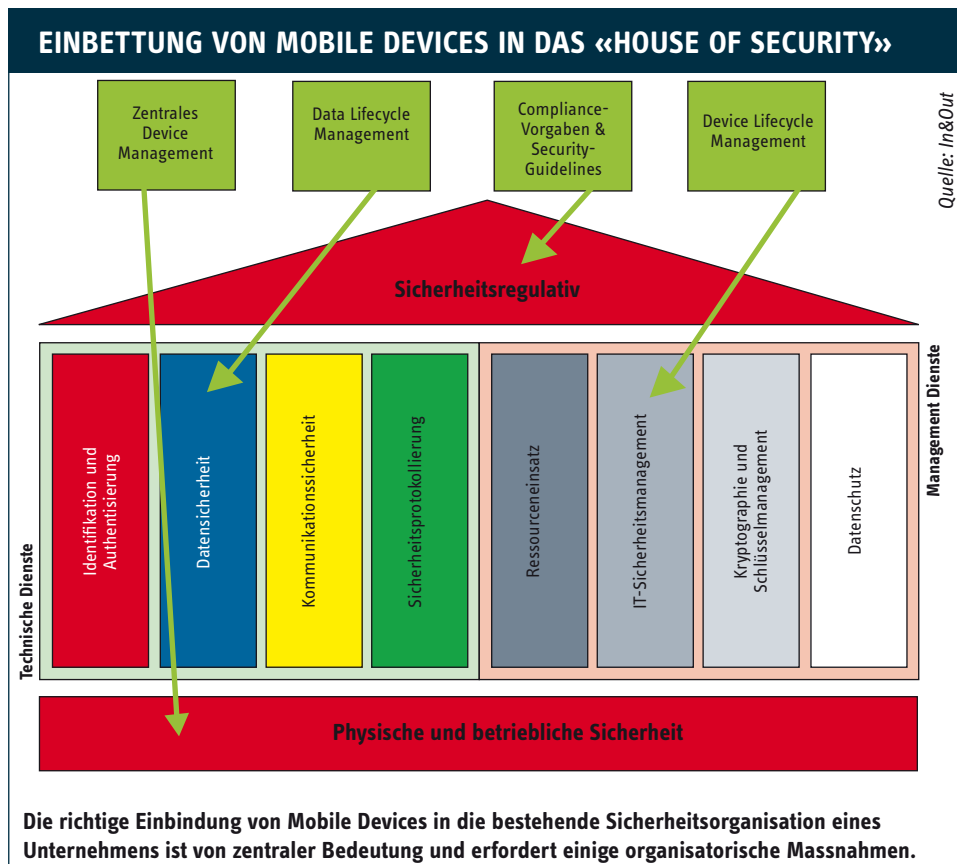 EINBETTUNG VON MOBILE DEVICES IN DAS «HOUSE OF SECURITY»
Zentrales
Device
Management
Data Lifecycle
Management
Compliance-
Vorgaben &
Security-
Guidelines
Device Lifecycle
Management
Quelle: In&Out
Sicherheitsregulativ
Technische Dienste
Identifikation und
Authentisierung
Datensicherheit
Kommunikationssicherheit
Sicherheitsprotokollierung
Ressourceneinsatz
IT-Sicherheitsmanagement
Kryptographie und
Schlüsselmanagement
Datenschutz
Management Dienste
Physische und betriebliche Sicherheit
Die richtige Einbindung von Mobile Devices in die bestehende Sicherheitsorganisation eines
Unternehmens ist von zentraler Bedeutung und erfordert einige organisatorische Massnahmen.